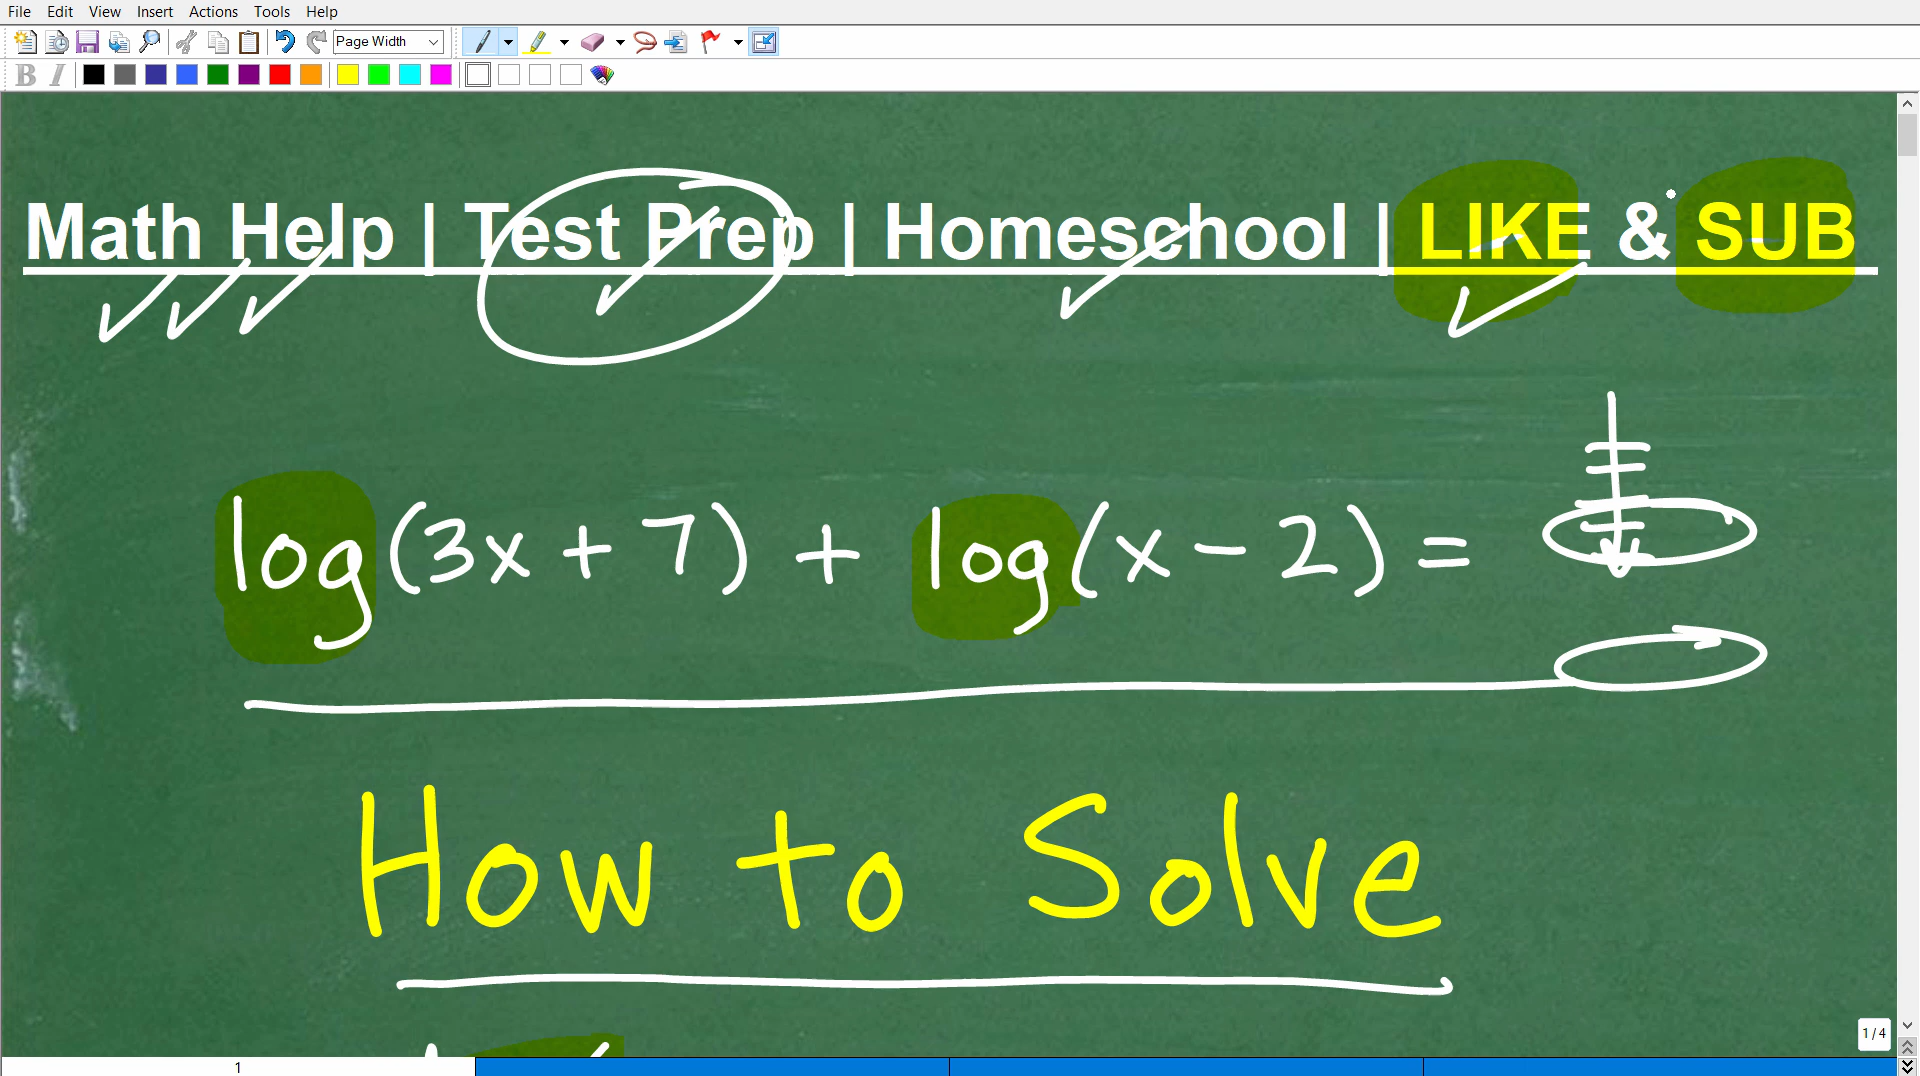 File Edit View Insert Actions Tools Help
Page Width
B I
Math Help | Test Prep | Homeschool | LIKE & SUB
log(3x + 7) + log(x - 2) =
How to Solve
1 / 4
1